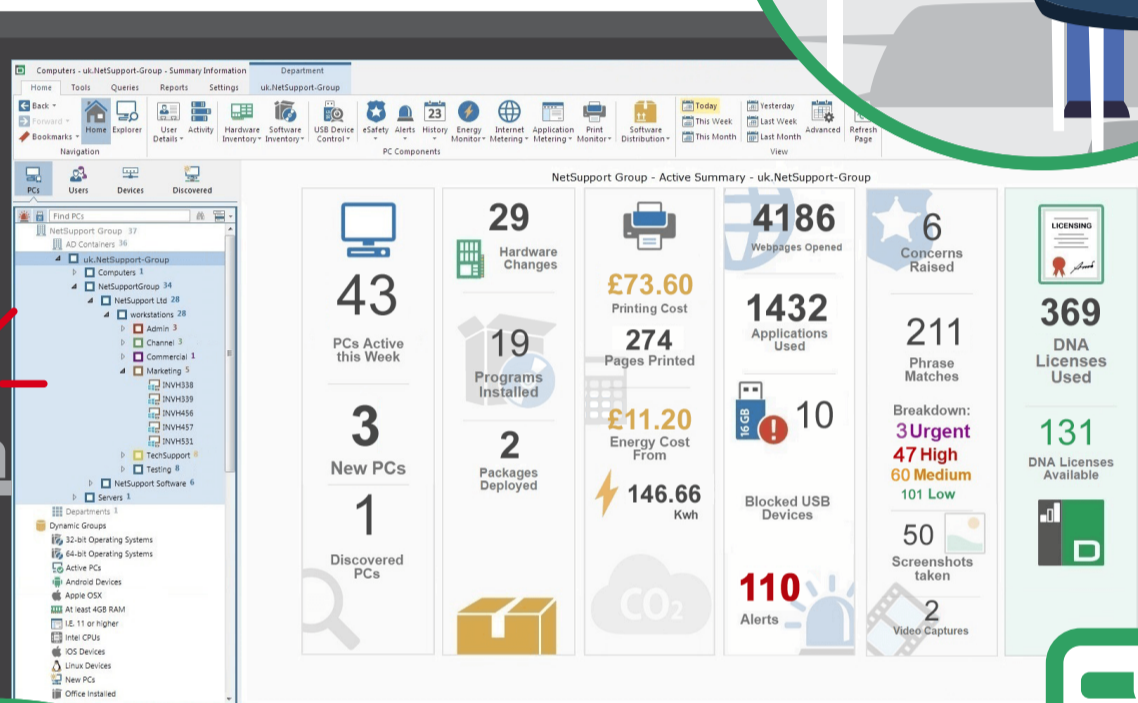 Computers - uk.NetSupport-Group - Summary Information
Department
Home Tools Queries Reports Settings uk.NetSupport-Group
Back
Forward
Bookmarks
Home
Explorer
Navigation
User Details
Activity
Hardware Inventory
Software Inventory
USB Device Control
eSafety
Alerts
23
History
Energy Monitor
Internet Metering
Application Metering
Print Monitor
Software Distribution
PC Components
Today
This Week
This Month
Yesterday
Last Week
Last Month
Advanced
Refresh Page
View
PCs
Users
Devices
Discovered
Find PCs
NetSupport Group 37
AD Containers 36
uk.NetSupport-Group
Computers 1
NetSupportGroup 34
NetSupport Ltd 28
workstations 28
Admin 3
Channel 3
Commercial 1
Marketing 5
INVH338
INVH339
INVH456
INVH457
INVH531
TechSupport
Testing 8
NetSupport Software 6
Servers 1
Departments 1
Dynamic Groups
32-bit Operating Systems
64-bit Operating Systems
Active PCs
Android Devices
Apple OSX
At least 4GB RAM
I.E. 11 or higher
Intel CPUs
iOS Devices
Linux Devices
New PCs
Office Installed
NetSupport Group - Active Summary - uk.NetSupport-Group
43
PCs Active
this Week
3
New PCs
1
Discovered
PCs
29
Hardware
Changes
19
Programs
Installed
2
Packages
Deployed
£73.60
Printing Cost
274
Pages Printed
£11.20
Energy Cost
From
146.66
Kwh
CO2
4186
Webpages Opened
1432
Applications
Used
16 GB
10
Blocked USB
Devices
110
Alerts
6
Concerns
Raised
211
Phrase
Matches
Breakdown:
3 Urgent
47 High
60 Medium
101 Low
50
Screenshots
taken
2
Video Captures
LICENSING
369
DNA
Licenses
Used
131
DNA Licenses
Available
D